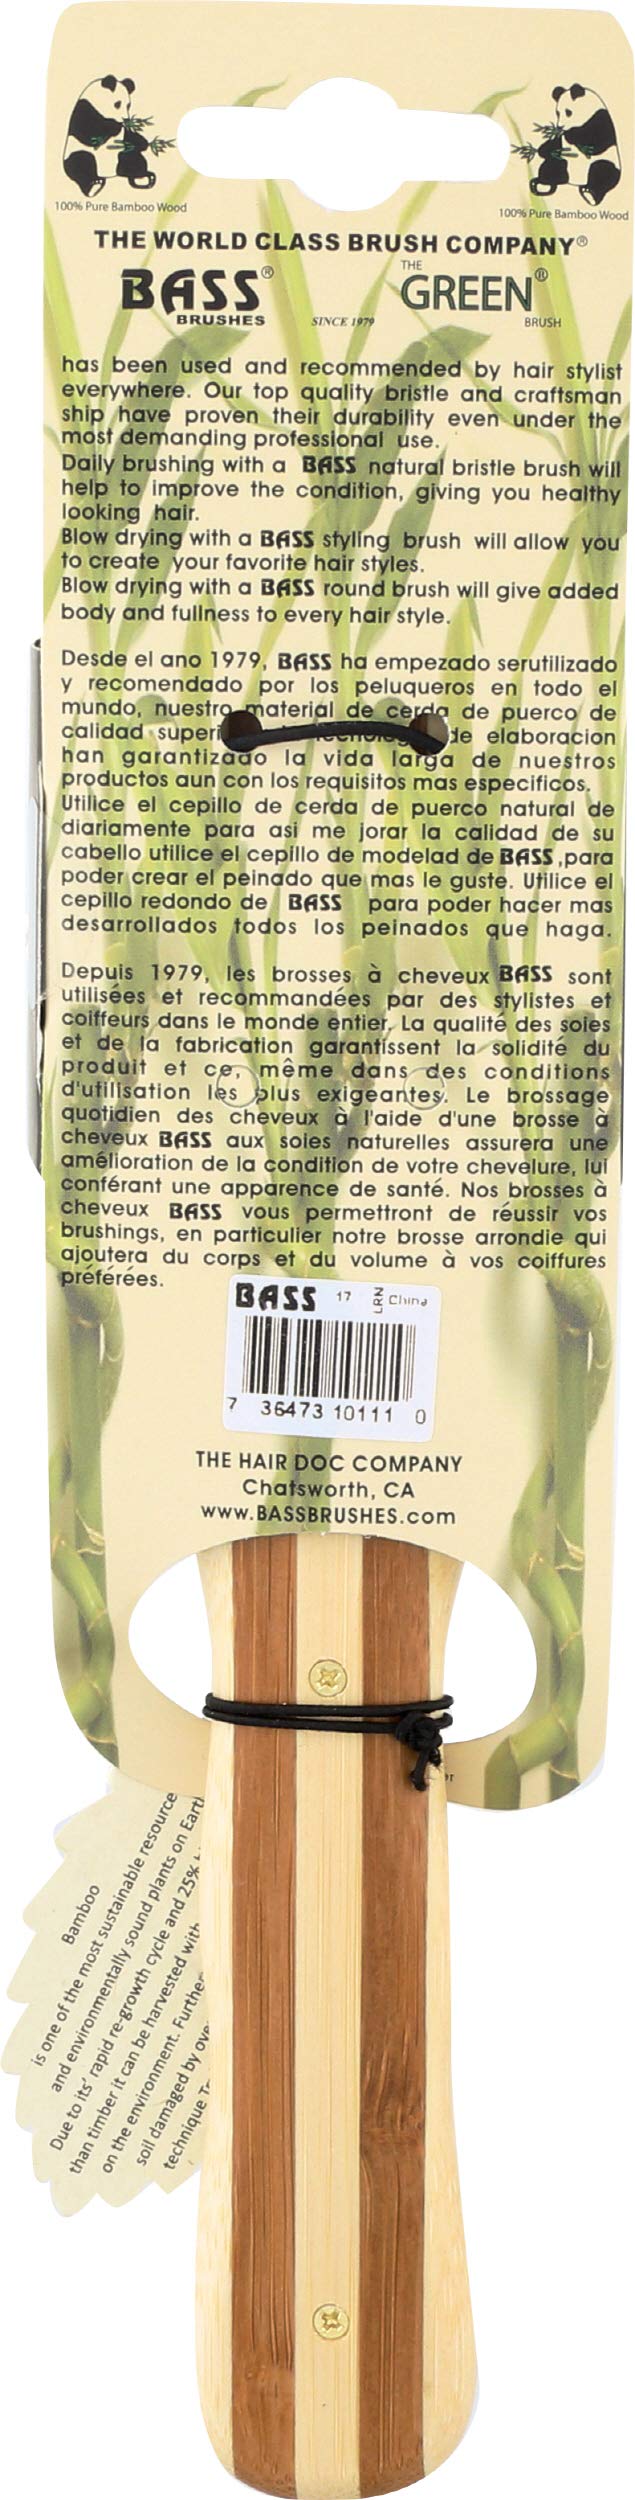 100% Pure Bamboo Wood
100% Pure Bamboo Wood
THE WORLD CLASS BRUSH COMPANY®
BASS®
BRUSHES
SINCE 1979
THE
GREEN®
BRUSH
has been used and recommended by hair stylist
everywhere. Our top quality bristle and craftsman
ship have proven their durability even under the
most demanding professional use.
Daily brushing with a BASS natural bristle brush will
help to improve the condition, giving you healthy
looking hair.
Blow drying with a BASS styling brush will allow you
to create your favorite hair styles.
Blow drying with a BASS round brush will give added
body and fullness to every hair style.
Desde el ano 1979, BASS ha empezado serutilizado
y recomendado por los peluqueros en todo el
mundo, nuestro material de cerda de puerco de
calidad superi de elaboracion
han garantizado la vida larga de nuestros
productos aun con los requisitos mas especificos.
Utilice el cepillo de cerda de puerco natural de
diariamente para asi me jorar la calidad de su
cabello utilice el cepillo de modelad de BASS ,para
poder crear el peinado que mas le guste. Utilice el
cepillo redondo de BASS para poder hacer mas
desarrollados todos los peinados que haga.
Depuis 1979, les brosses à cheveux BASS sont
utilisées et recommandées par des stylistes et
coiffeurs dans le monde entier. La qualité des soies
et de la fabrication garantissent la solidité du
produit et ce, même dans des conditions
d'utilisation les plus exigeantes. Le brossage
quotidien des cheveux à l'aide d'une brosse à
cheveux BASS aux soies naturelles assurera une
amélioration de la condition de votre chevelure, lui
conférant une apparence de santé. Nos brosses à
cheveux BASS vous permettront de réussir vos
brushings, en particulier notre brosse arrondie qui
ajoutera du corps et du volume à vos coiffures
préférées.
BASS 17 LRN China
7 36473 10111 0
THE HAIR DOC COMPANY
Chatsworth, CA
www.BASSBRUSHES.com
Bamboo
is one of the most sustainable resource
and environmentally sound plants on Eart
Due to its' rapid re-growth cycle and 25%
than timber it can be harvested with
on the environment. Further
soil damaged by ove
technique